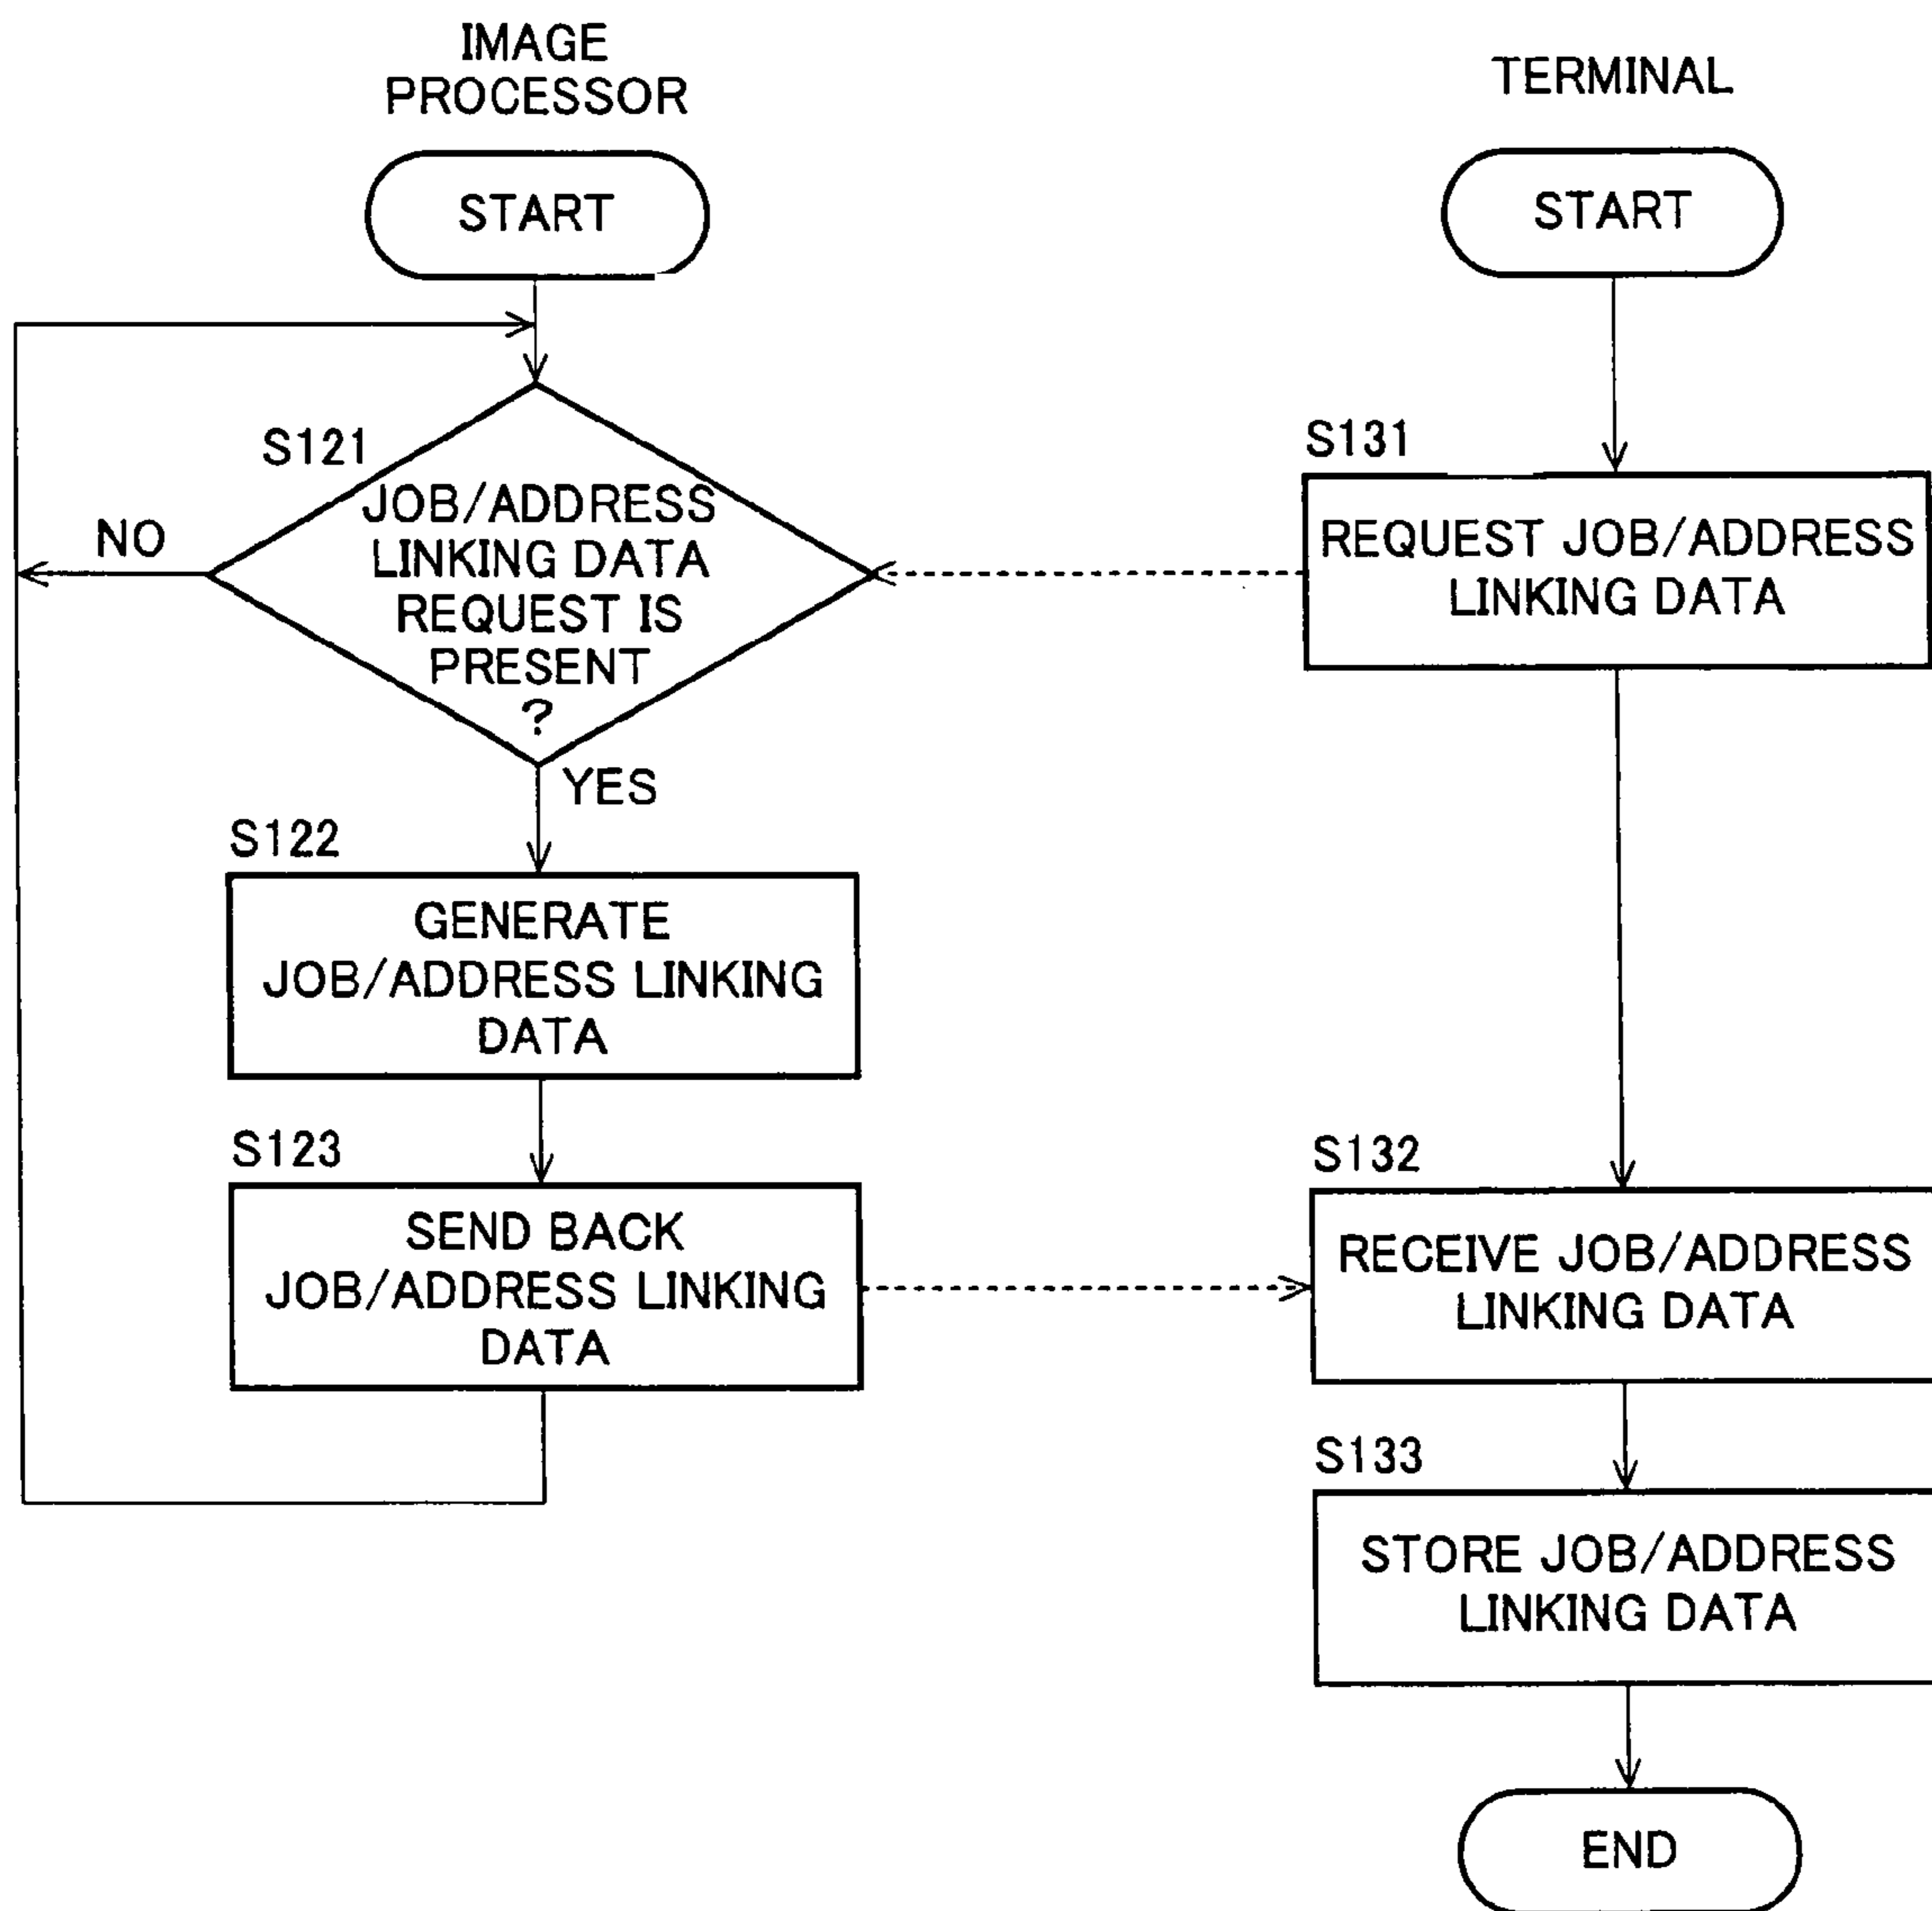 IMAGE
PROCESSOR
START
S121
JOB/ADDRESS
LINKING DATA
REQUEST IS
PRESENT
?
NO
YES
S122
GENERATE
JOB/ADDRESS LINKING
DATA
S123
SEND BACK
JOB/ADDRESS LINKING
DATA
TERMINAL
START
S131
REQUEST JOB/ADDRESS
LINKING DATA
S132
RECEIVE JOB/ADDRESS
LINKING DATA
S133
STORE JOB/ADDRESS
LINKING DATA
END